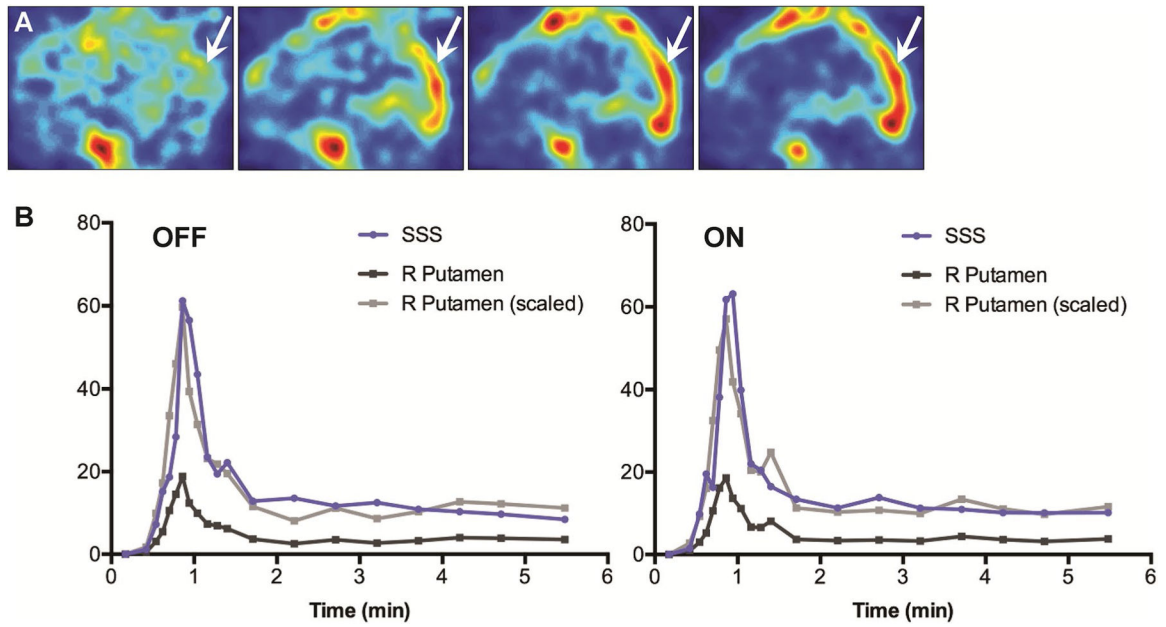 A
B
OFF
SSS
R Putamen
R Putamen (scaled)
80
60
40
20
0
0 1 2 3 4 5 6
Time (min)
ON
SSS
R Putamen
R Putamen (scaled)
80
60
40
20
0
0 1 2 3 4 5 6
Time (min)